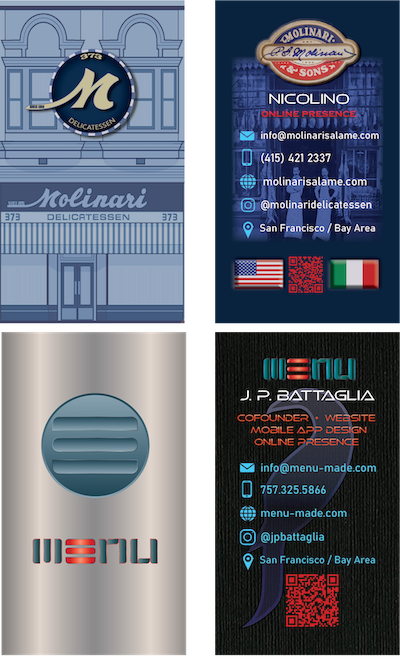 373
M
DELICATESSEN
Molinari
373 DELICATESSEN 373
MOLINARI
P. G. Molinari
& SONS
NICOLINO
ONLINE PRESENCE
info@molinarisalame.com
(415) 421 2337
molinarisalame.com
@molinaridelicatessen
San Francisco / Bay Area
MENU
MENU
J. P. BATTAGLIA
COFOUNDER · WEBSITE
MOBILE APP DESIGN
ONLINE PRESENCE
info@menu-made.com
757.325.5866
menu-made.com
@jpbattaglia
San Francisco / Bay Area